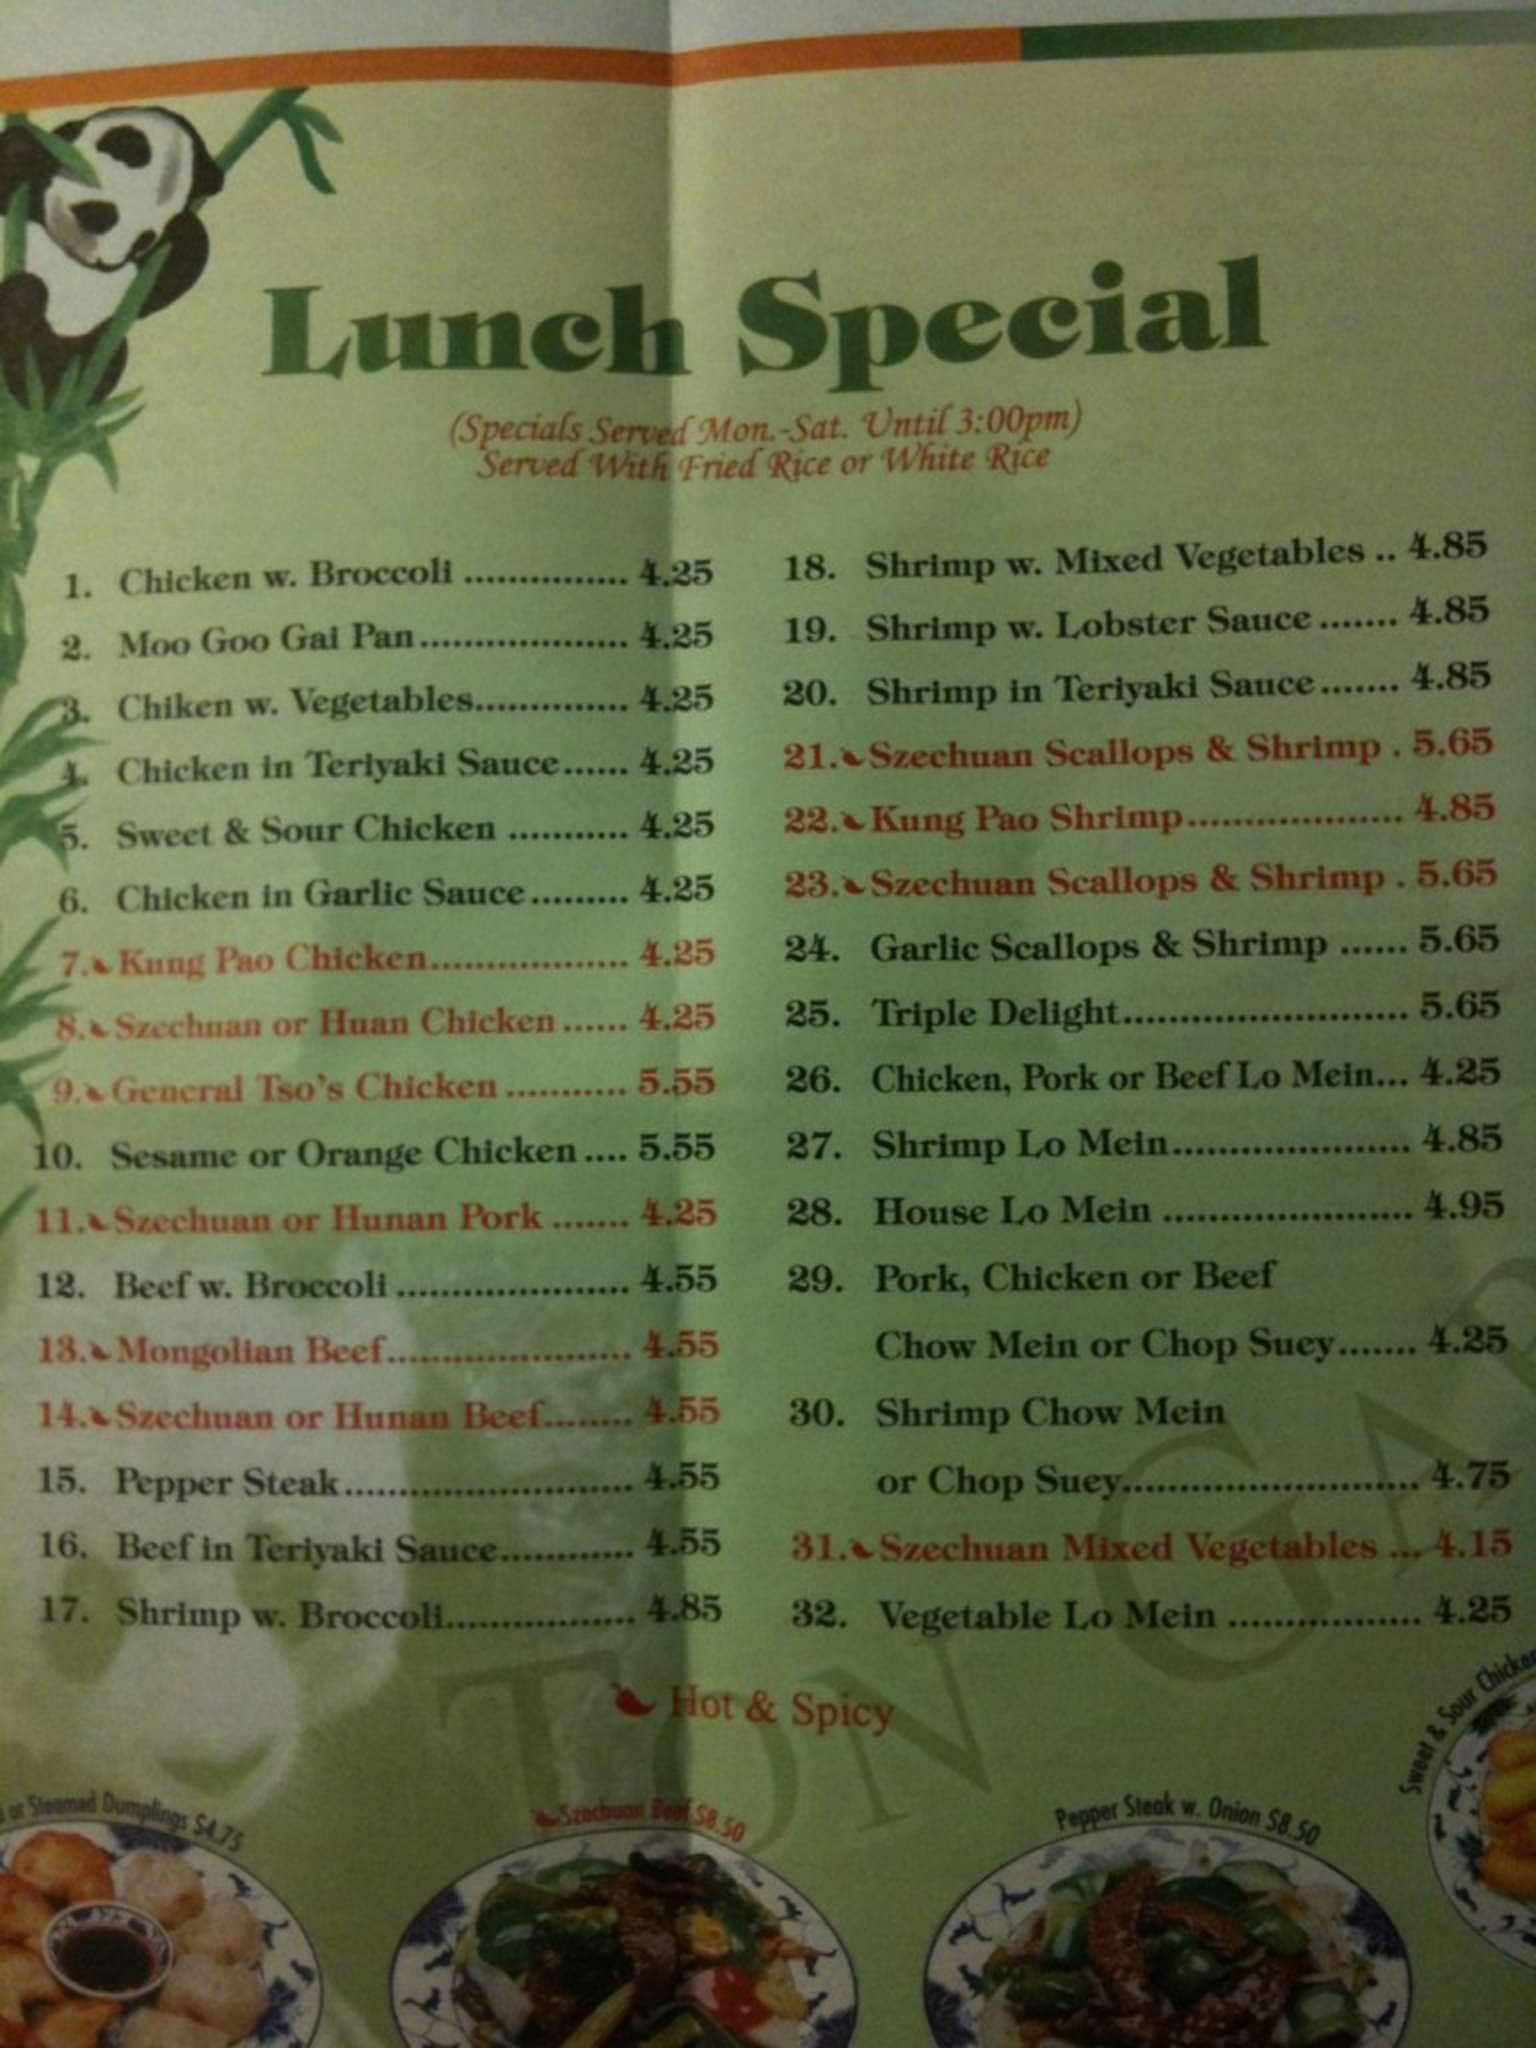 Lunch Special
(Specials Served Mon.-Sat. Until 3:00pm)
Served With Fried Rice or White Rice
1. Chicken w. Broccoli ............... 4.25
2. Moo Goo Gai Pan................... 4.25
3. Chiken w. Vegetables.............. 4.25
4. Chicken in Teriyaki Sauce...... 4.25
5. Sweet & Sour Chicken ........... 4.25
6. Chicken in Garlic Sauce......... 4.25
7. Kung Pao Chicken.................. 4.25
8. Szechuan or Huan Chicken ...... 4.25
9. General Tso's Chicken ........... 5.55
10. Sesame or Orange Chicken .... 5.55
11. Szechuan or Hunan Pork ....... 4.25
12. Beef w. Broccoli ..................... 4.55
13. Mongolian Beef...................... 4.55
14. Szechuan or Hunan Beef........ 4.55
15. Pepper Steak.......................... 4.55
16. Beef in Teriyaki Sauce............ 4.55
17. Shrimp w. Broccoli................. 4.85
18. Shrimp w. Mixed Vegetables .. 4.85
19. Shrimp w. Lobster Sauce ....... 4.85
20. Shrimp in Teriyaki Sauce....... 4.85
21. Szechuan Scallops & Shrimp . 5.65
22. Kung Pao Shrimp................... 4.85
23. Szechuan Scallops & Shrimp . 5.65
24. Garlic Scallops & Shrimp ...... 5.65
25. Triple Delight......................... 5.65
26. Chicken, Pork or Beef Lo Mein... 4.25
27. Shrimp Lo Mein..................... 4.85
28. House Lo Mein ...................... 4.95
29. Pork, Chicken or Beef
Chow Mein or Chop Suey....... 4.25
30. Shrimp Chow Mein
or Chop Suey.......................... 4.75
31. Szechuan Mixed Vegetables ... 4.15
32. Vegetable Lo Mein ................. 4.25
Hot & Spicy
TON GAR
or Steamed Dumplings $4.75
Szechuan Beef $8.50
Pepper Steak w. Onion $8.50
Sweet & Sour Chicken